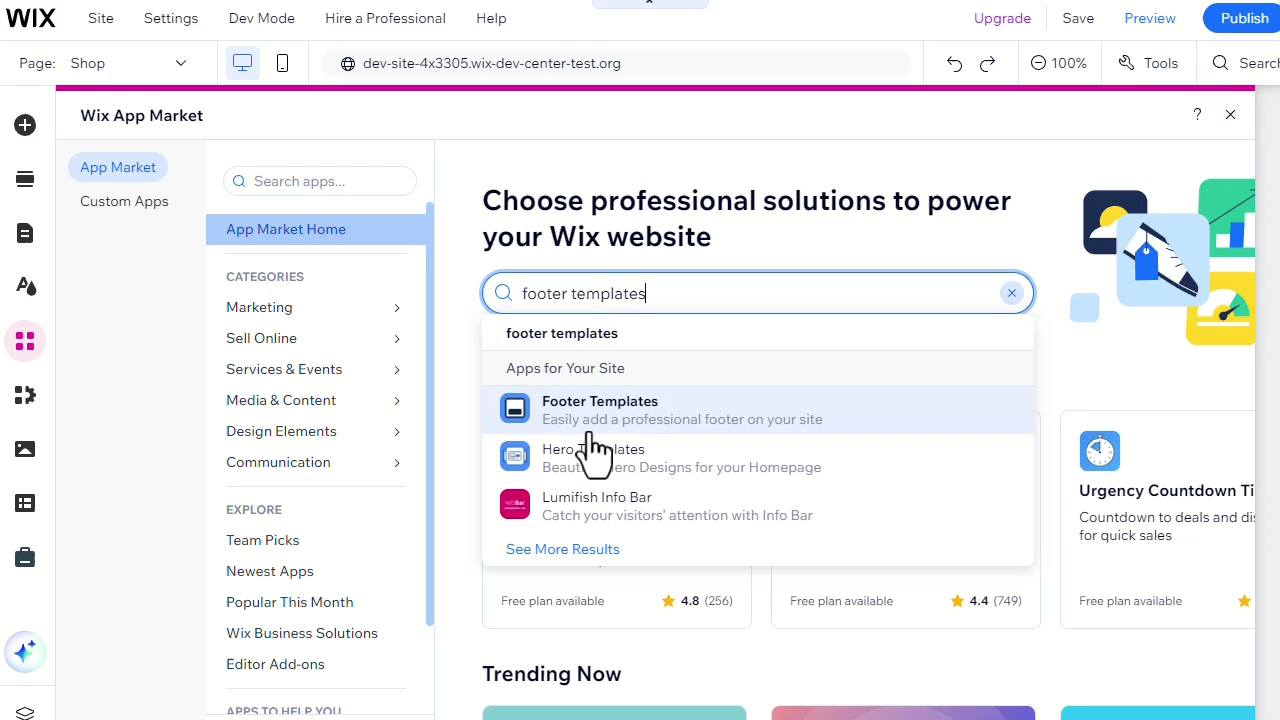 WIX
Site
Settings
Dev Mode
Hire a Professional
Help
Upgrade
Save
Preview
Publish
Page: Shop
dev-site-4x3305.wix-dev-center-test.org
100%
Tools
Search
Wix App Market
?
App Market
Custom Apps
Search apps...
App Market Home
CATEGORIES
Marketing
Sell Online
Services & Events
Media & Content
Design Elements
Communication
EXPLORE
Team Picks
Newest Apps
Popular This Month
Wix Business Solutions
Editor Add-ons
APPS TO HELP YOU
Choose professional solutions to power
your Wix website
footer templates
footer templates
Apps for Your Site
Footer Templates
Easily add a professional footer on your site
Hero Templates
Beautiful Hero Designs for your Homepage
Lumifish Info Bar
Catch your visitors' attention with Info Bar
See More Results
Free plan available
4.8 (256)
Free plan available
4.4 (749)
Urgency Countdown Ti
Countdown to deals and dis
for quick sales
Free plan available
Trending Now